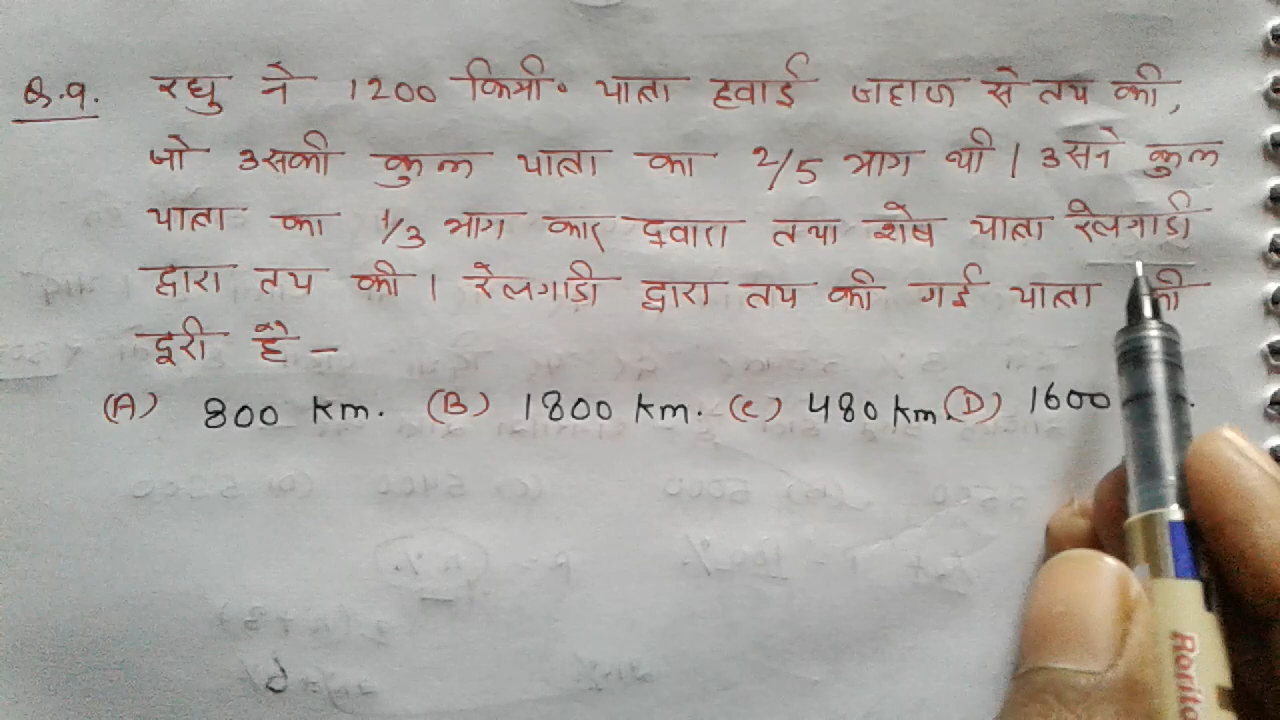 Q.9. रघु ने 1200 किमी. यात्रा हवाई जहाज से तय की,
जो उसकी कुल यात्रा का 2/5 भाग थी। उसने कुल
यात्रा का 1/3 भाग कार द्वारा तथा शेष यात्रा रेलगाडी
द्वारा तय की। रेलगाडी द्वारा तय की गई यात्रा की
दूरी है -
(A) 800 km. (B) 1800 km. (C) 480 km (D) 1600